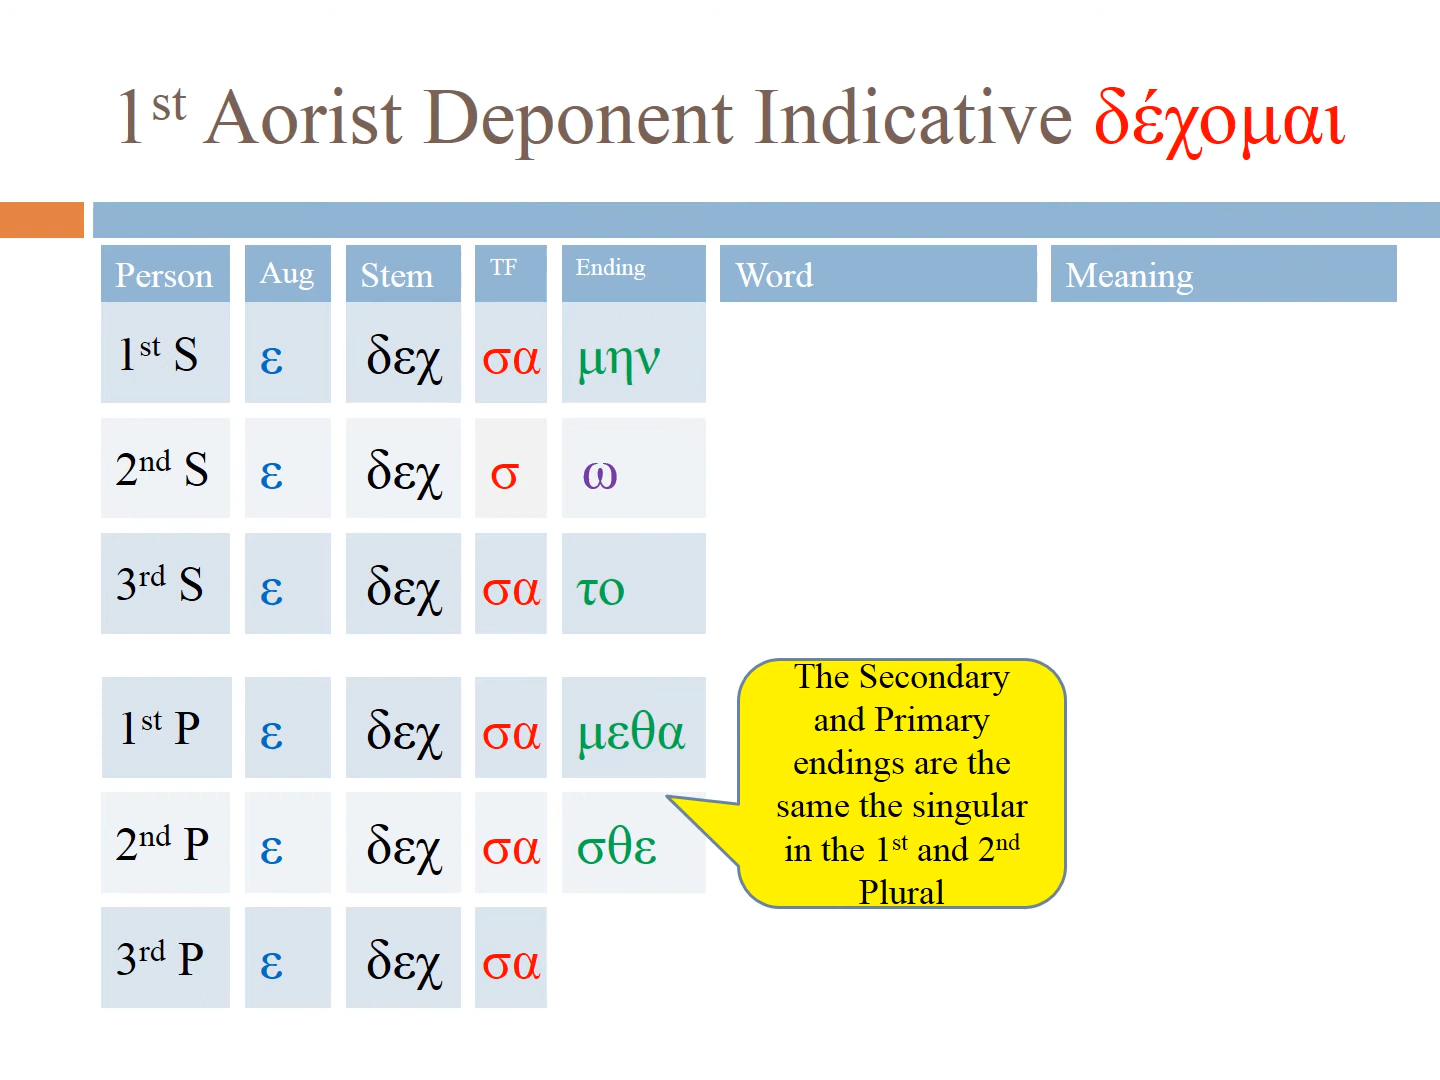 1st Aorist Deponent Indicative δέχομαι
Person Aug Stem TF Ending Word Meaning
1st S ε δεχ σα μην
2nd S ε δεχ σ ω
3rd S ε δεχ σα το
1st P ε δεχ σα μεθα
2nd P ε δεχ σα σθε
3rd P ε δεχ σα
The Secondary
and Primary
endings are the
same the singular
in the 1st and 2nd
Plural